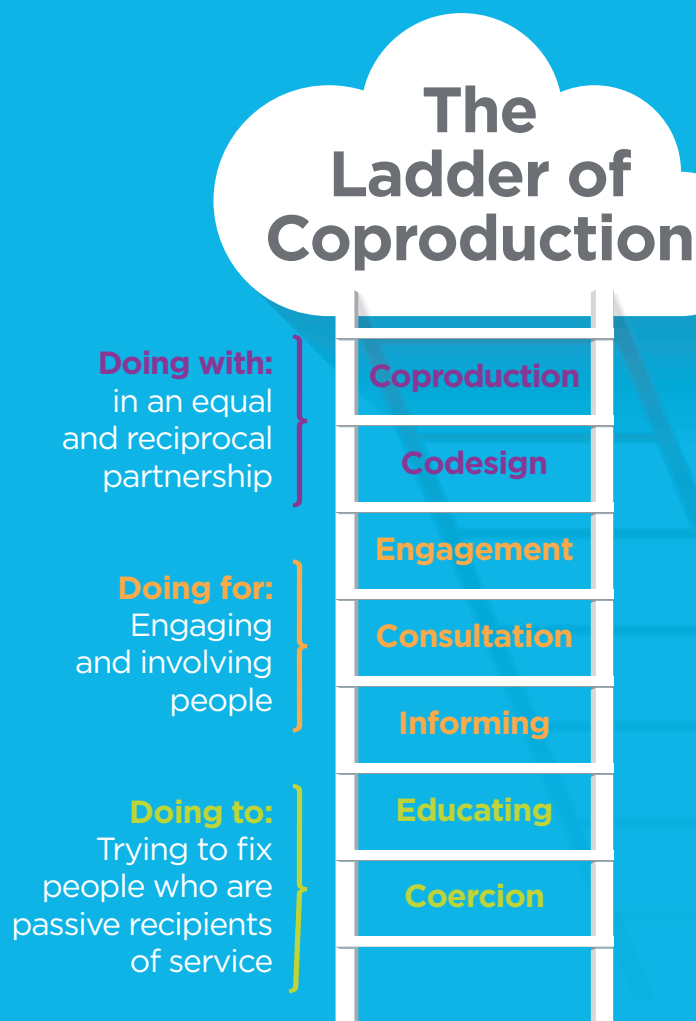 The
Ladder of
Coproduction
Doing with:
in an equal
and reciprocal
partnership
Coproduction
Codesign
Doing for:
Engaging
and involving
people
Engagement
Consultation
Informing
Doing to:
Trying to fix
people who are
passive recipients
of service
Educating
Coercion